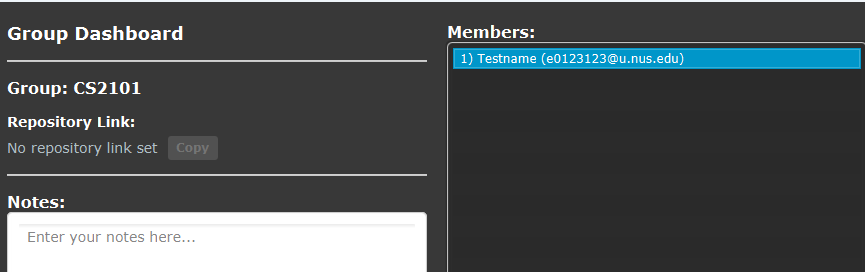 Group Dashboard
Group: CS2101
Repository Link:
No repository link set Copy
Notes:
Enter your notes here...
Members:
1) Testname (e0123123@u.nus.edu)